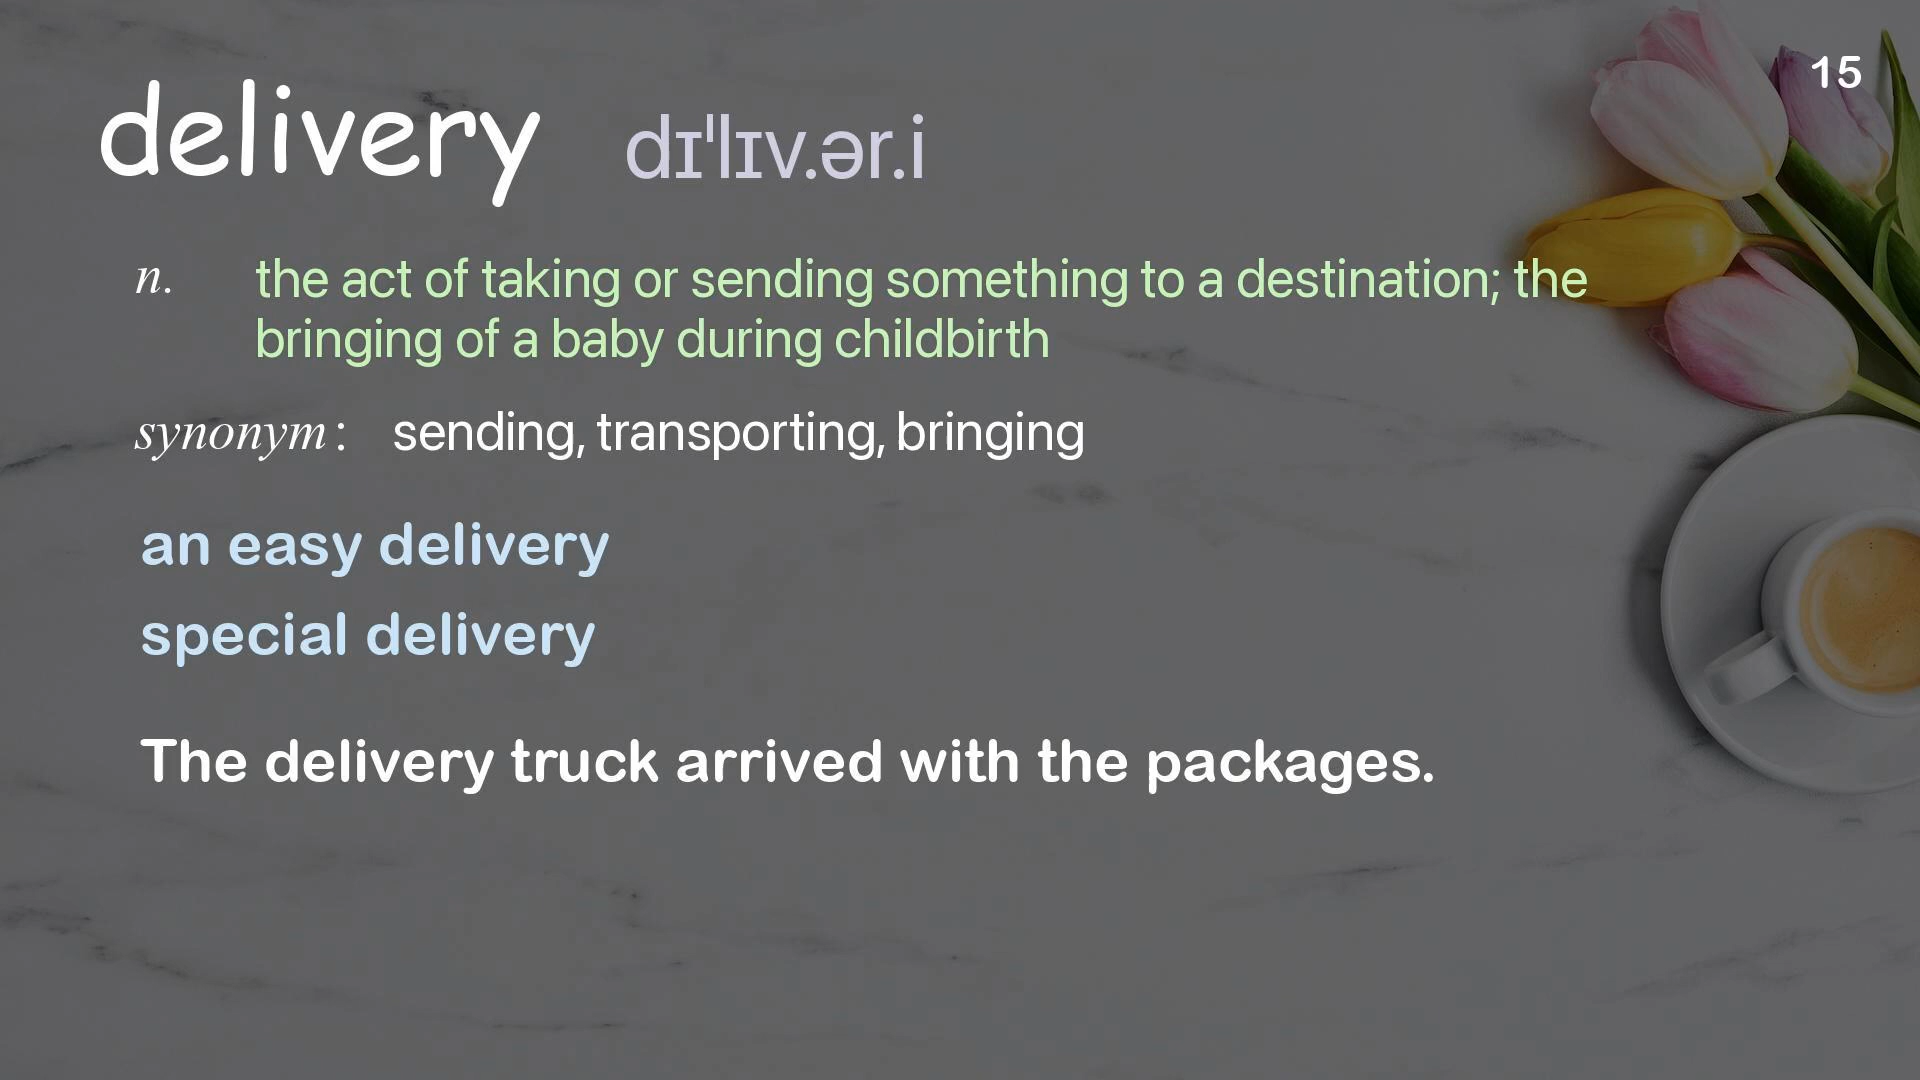 15
delivery dɪˈlɪv.ər.i
n. the act of taking or sending something to a destination; the
bringing of a baby during childbirth
synonym: sending, transporting, bringing
an easy delivery
special delivery
The delivery truck arrived with the packages.